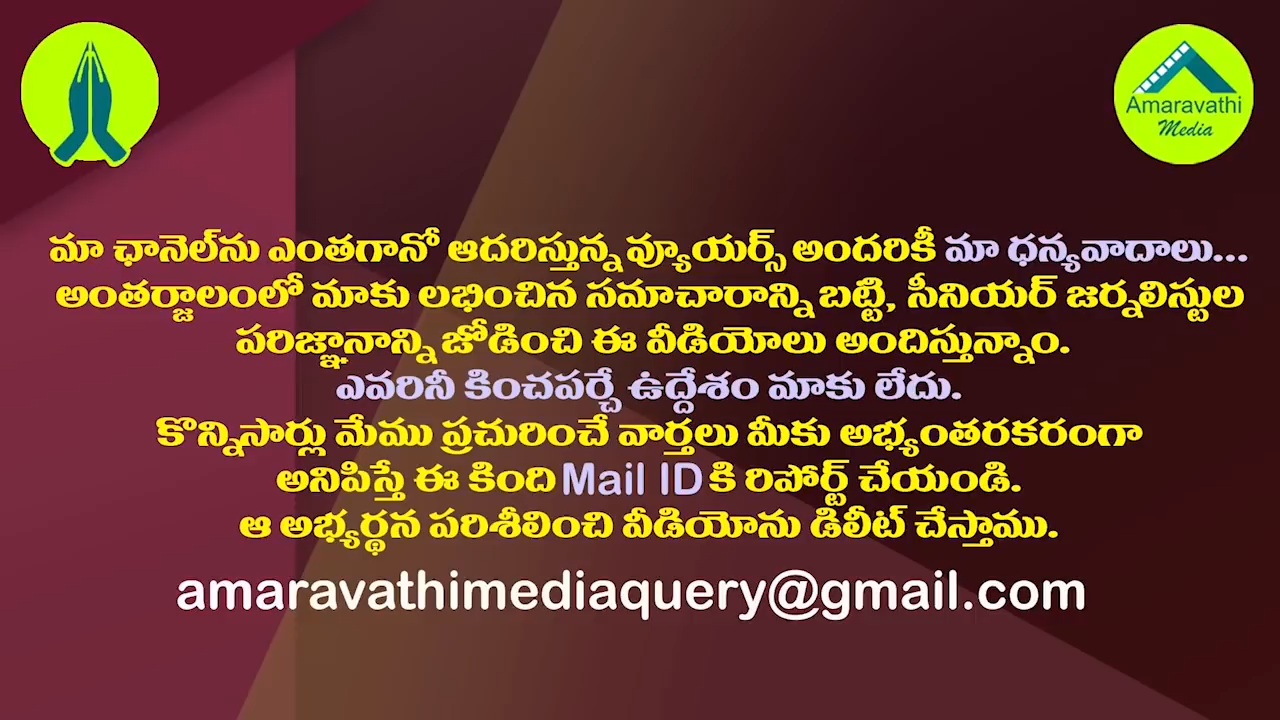 Amaravathi
Media
మా ఛానెల్‌ను ఎంతగానో ఆదరిస్తున్న వ్యూయర్స్ అందరికీ మా ధన్యవాదాలు...
అంతర్జాలంలో మాకు లభించిన సమాచారాన్ని బట్టి, సీనియర్ జర్నలిస్టుల
పరిజ్ఞానాన్ని జోడించి ఈ వీడియోలు అందిస్తున్నాం.
ఎవరినీ కించపర్చే ఉద్దేశం మాకు లేదు.
కొన్నిసార్లు మేము ప్రచురించే వార్తలు మీకు అభ్యంతరకరంగా
అనిపిస్తే ఈ కింది Mail ID కి రిపోర్ట్ చేయండి.
ఆ అభ్యర్థన పరిశీలించి వీడియోను డిలీట్ చేస్తాము.
amaravathimediaquery@gmail.com